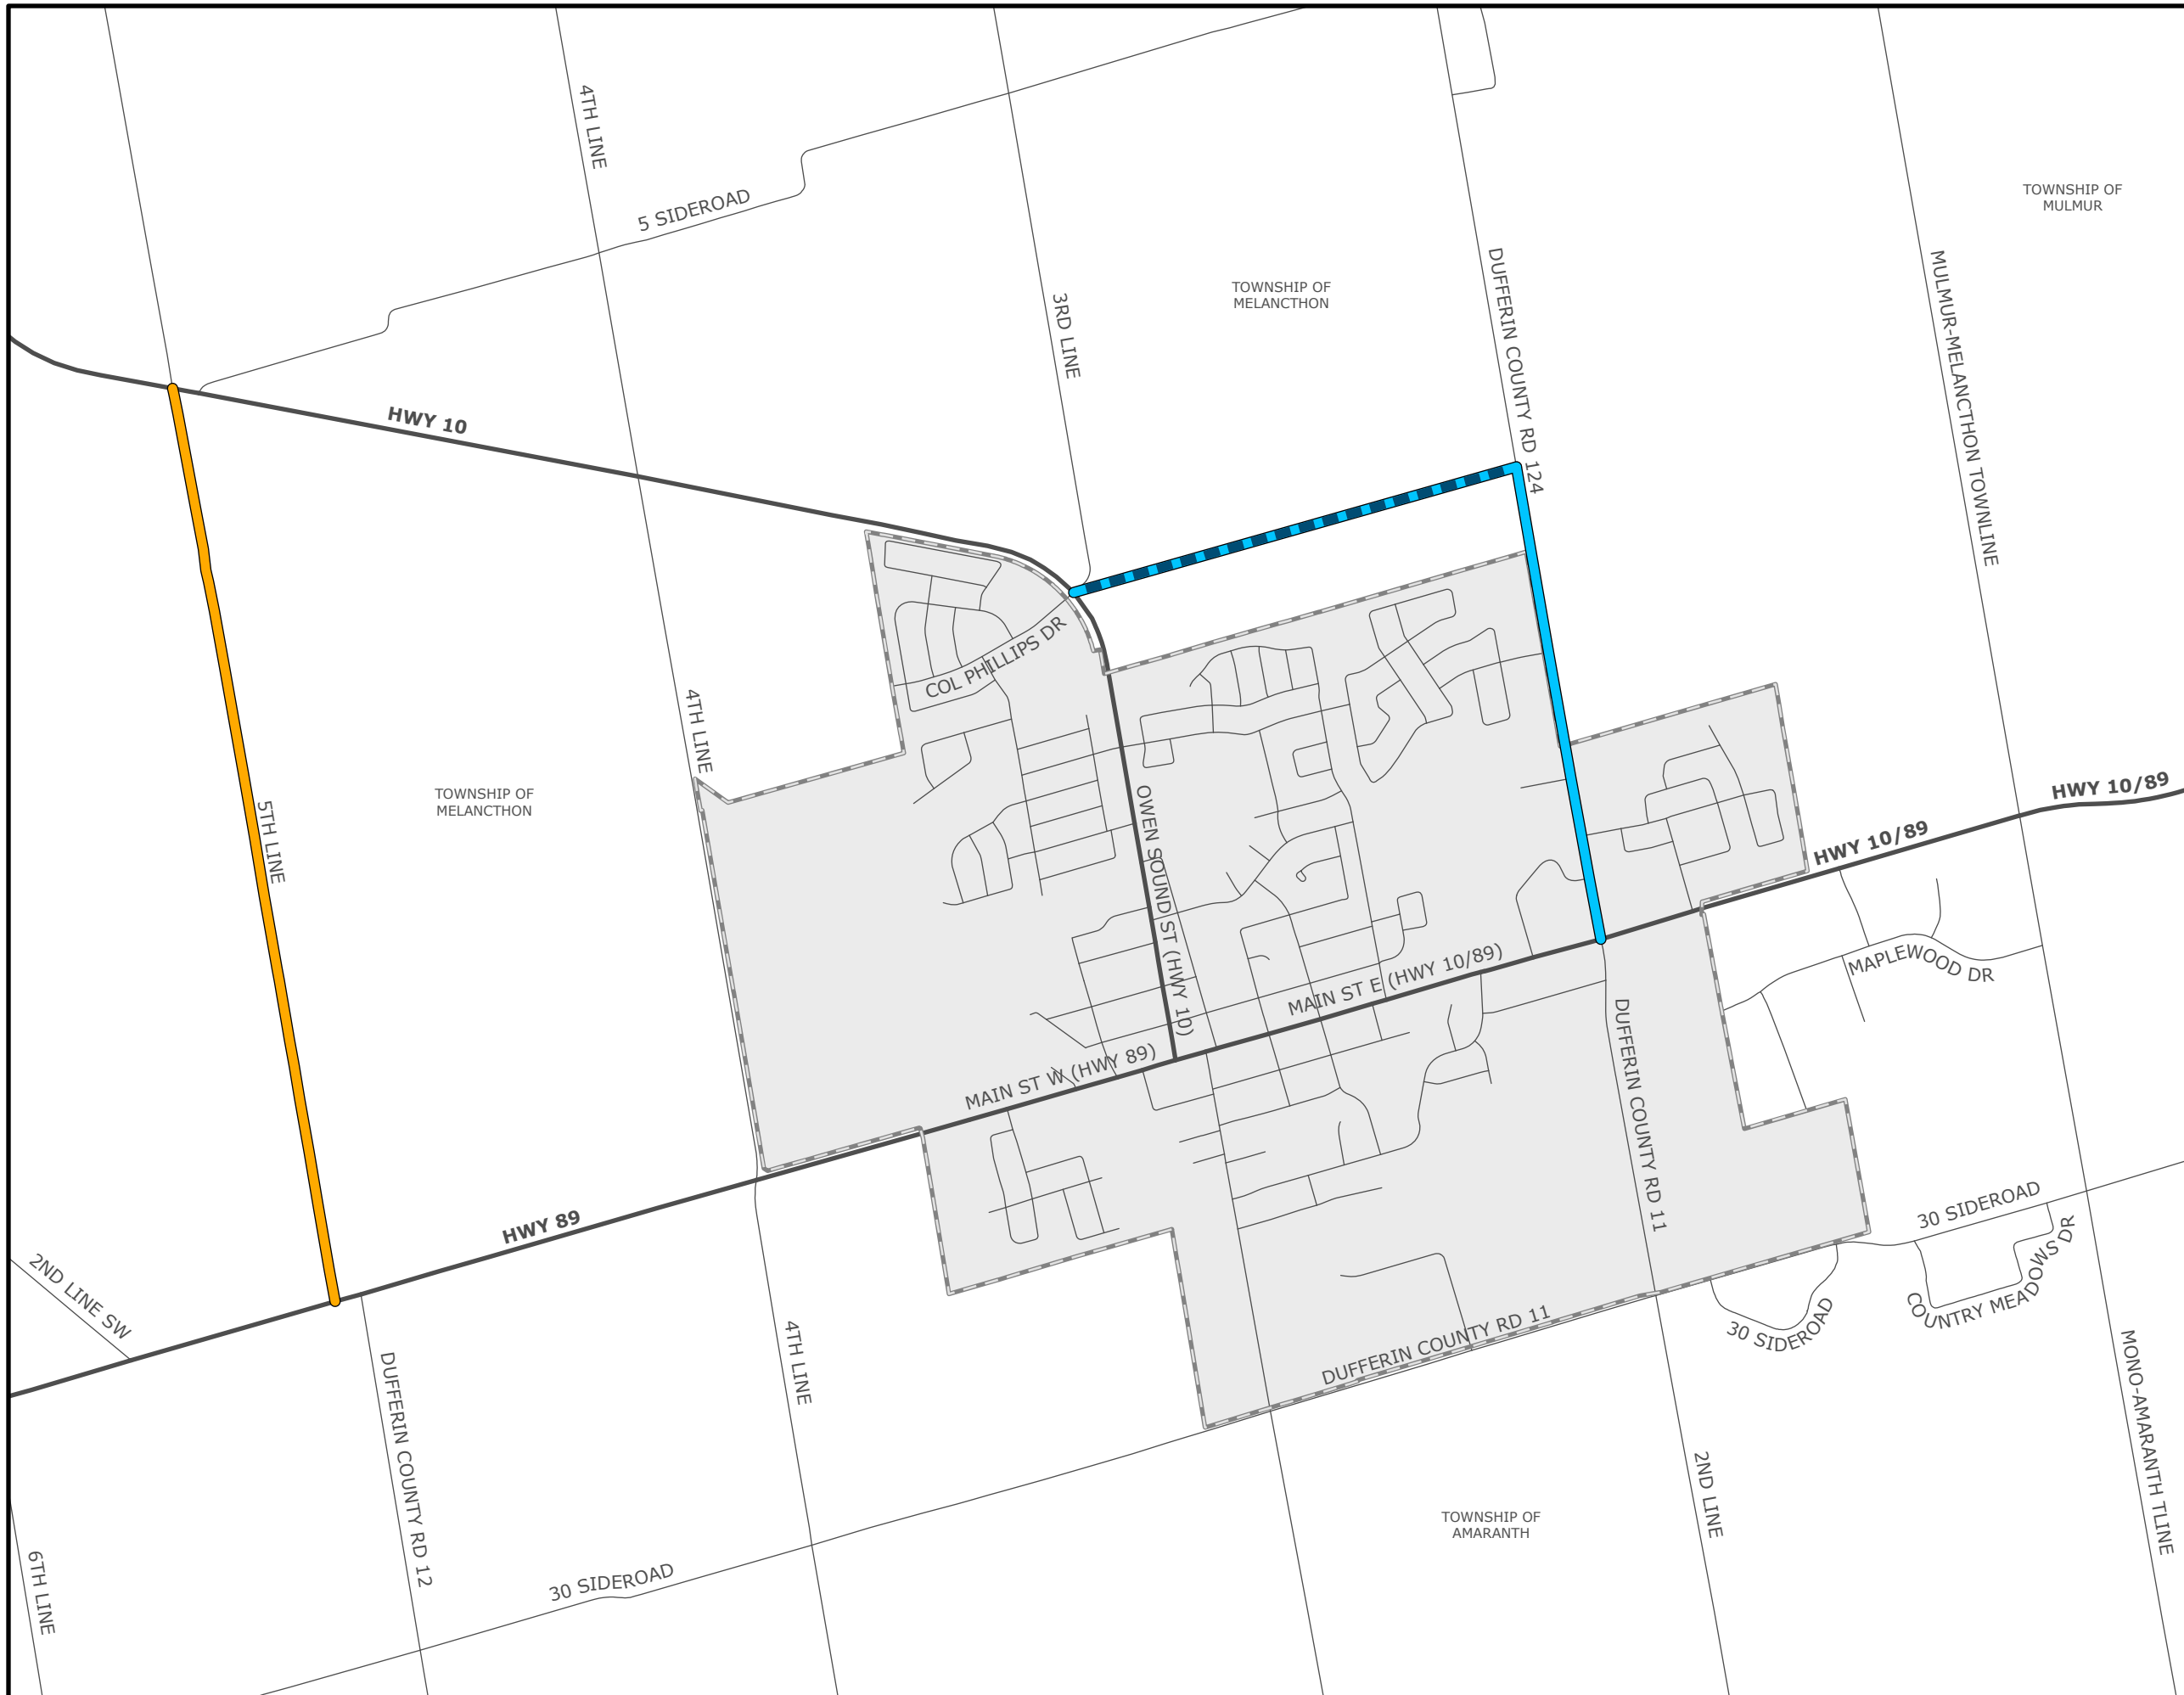 4TH LINE
5 SIDEROAD
TOWNSHIP OF
MULMUR
TOWNSHIP OF
MELANCTHON
3RD LINE
DUFFERIN COUNTY RD 124
MULMUR-MELANCTHON TOWNLINE
HWY 10
COL PHILLIPS DR
4TH LINE
TOWNSHIP OF
MELANCTHON
5TH LINE
OWEN SOUND ST (HWY 10)
HWY 10/89
HWY 10/89
MAPLEWOOD DR
MAIN ST E (HWY 10/89)
MAIN ST W (HWY 89)
DUFFERIN COUNTY RD 11
HWY 89
30 SIDEROAD
COUNTRY MEADOWS DR
2ND LINE SW
30 SIDEROAD
DUFFERIN COUNTY RD 11
4TH LINE
DUFFERIN COUNTY RD 12
MONO-AMARANTH TLINE
2ND LINE
TOWNSHIP OF
AMARANTH
30 SIDEROAD
6TH LINE